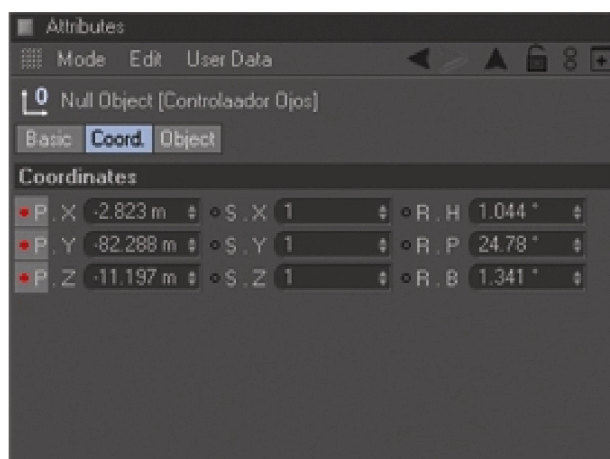 Attributes
Mode Edit User Data
0 Null Object [Controlaador Ojos]
Basic Coord. Object
Coordinates
P . X -2.823 m S . X 1 R . H 1.044 °
P . Y -82.288 m S . Y 1 R . P 24.78 °
P . Z -11.197 m S . Z 1 R . B 1.341 °